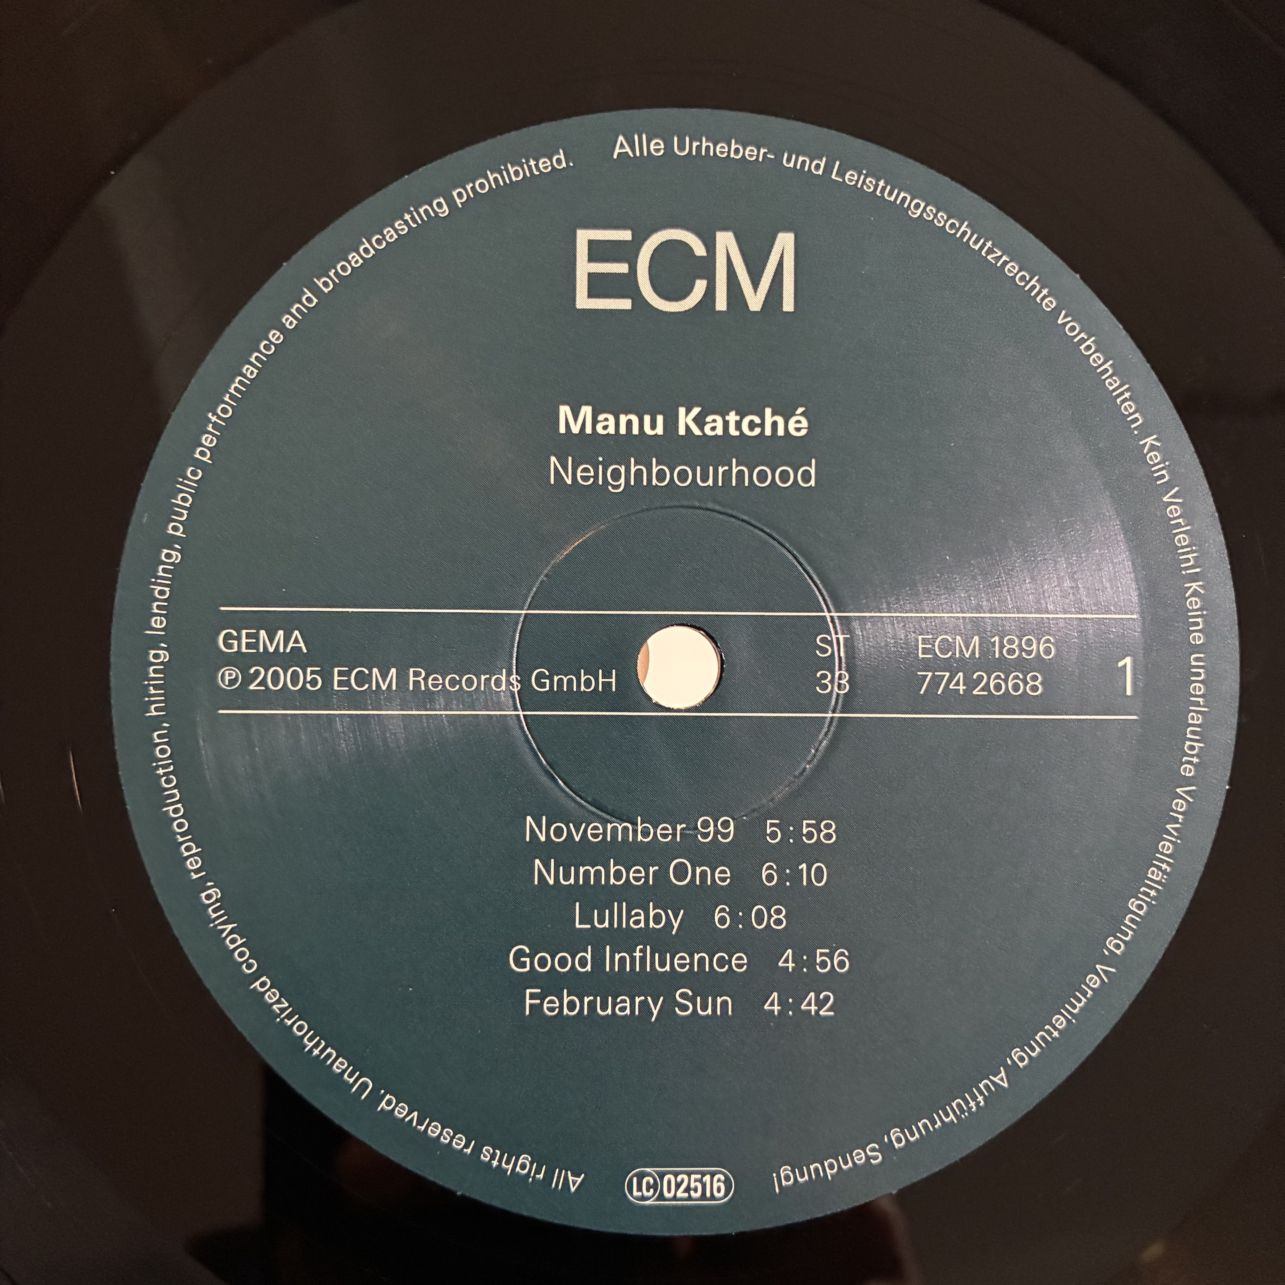 Alle Urheber- und Leistungsschutzrechte vorbehalten. Kein Verleih! Keine unerlaubte Vervielfältigung, Vermietung, Aufführung, Sendung!
ECM
Manu Katché
Neighbourhood
GEMA
℗ 2005 ECM Records GmbH
ST
33
ECM 1896
774 2668
1
November 99 5:58
Number One 6:10
Lullaby 6:08
Good Influence 4:56
February Sun 4:42
LC 02516
All rights reserved. Unauthorized copying, reproduction, hiring, lending, public performance and broadcasting prohibited.